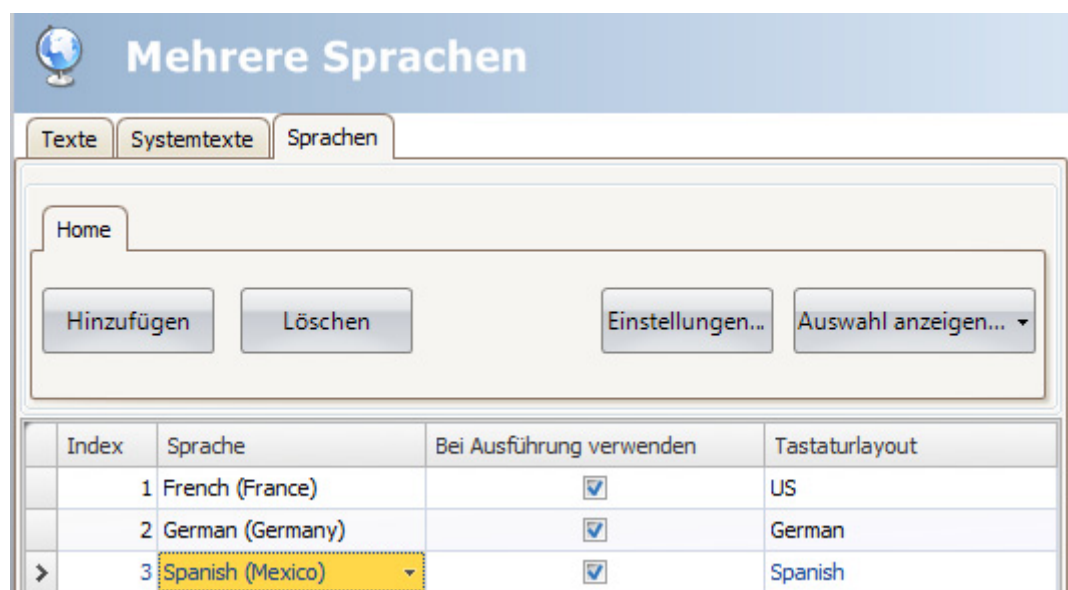 Mehrere Sprachen
Texte Systemtexte Sprachen
Home
Hinzufügen Löschen Einstellungen... Auswahl anzeigen...
Index Sprache Bei Ausführung verwenden Tastaturlayout
1 French (France) US
2 German (Germany) German
3 Spanish (Mexico) Spanish